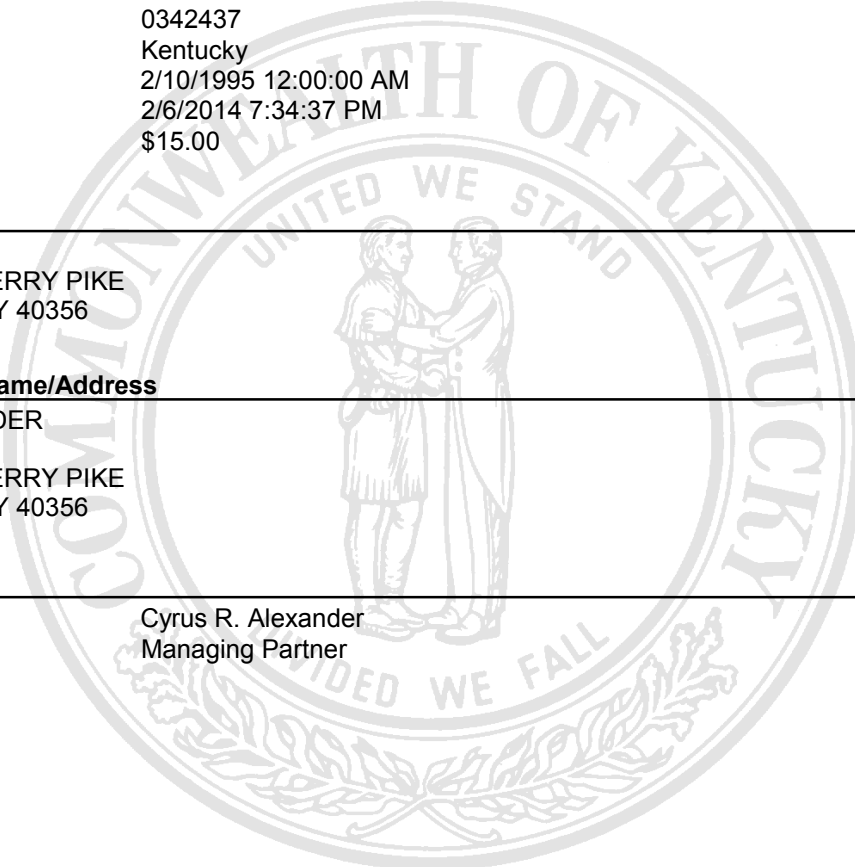 0342437
Kentucky
2/10/1995 12:00:00 AM
2/6/2014 7:34:37 PM
$15.00
ERRY PIKE
Y 40356
ame/Address
DER
ERRY PIKE
Y 40356
Cyrus R. Alexander
Managing Partner
COMMONWEALTH OF KENTUCKY
UNITED WE STAND
DIVIDED WE FALL